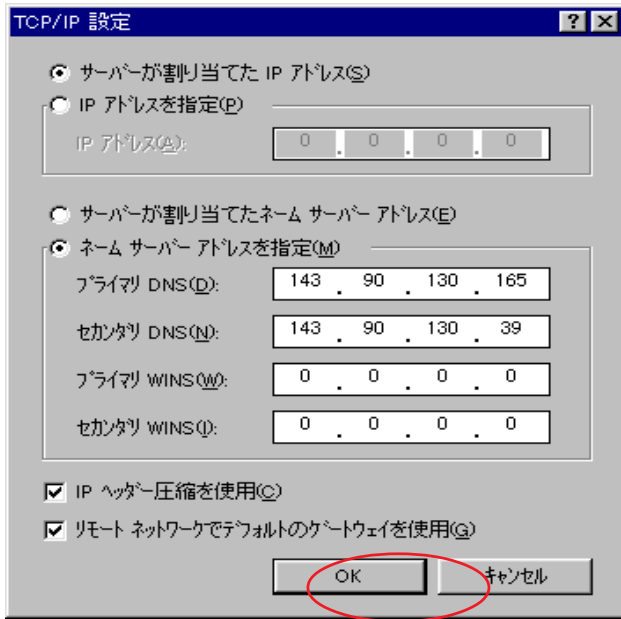 TCP/IP 設定
サーバーが割り当てた IP アドレス(S)
IP アドレスを指定(P)
IP アドレス(A):
0 . 0 . 0 . 0
サーバーが割り当てたネーム サーバー アドレス(E)
ネーム サーバー アドレスを指定(M)
プライマリ DNS(D): 143 . 90 . 130 . 165
セカンダリ DNS(N): 143 . 90 . 130 . 39
プライマリ WINS(W): 0 . 0 . 0 . 0
セカンダリ WINS(I): 0 . 0 . 0 . 0
IP ヘッダー圧縮を使用(C)
リモート ネットワークでデフォルトのゲートウェイを使用(G)
OK キャンセル